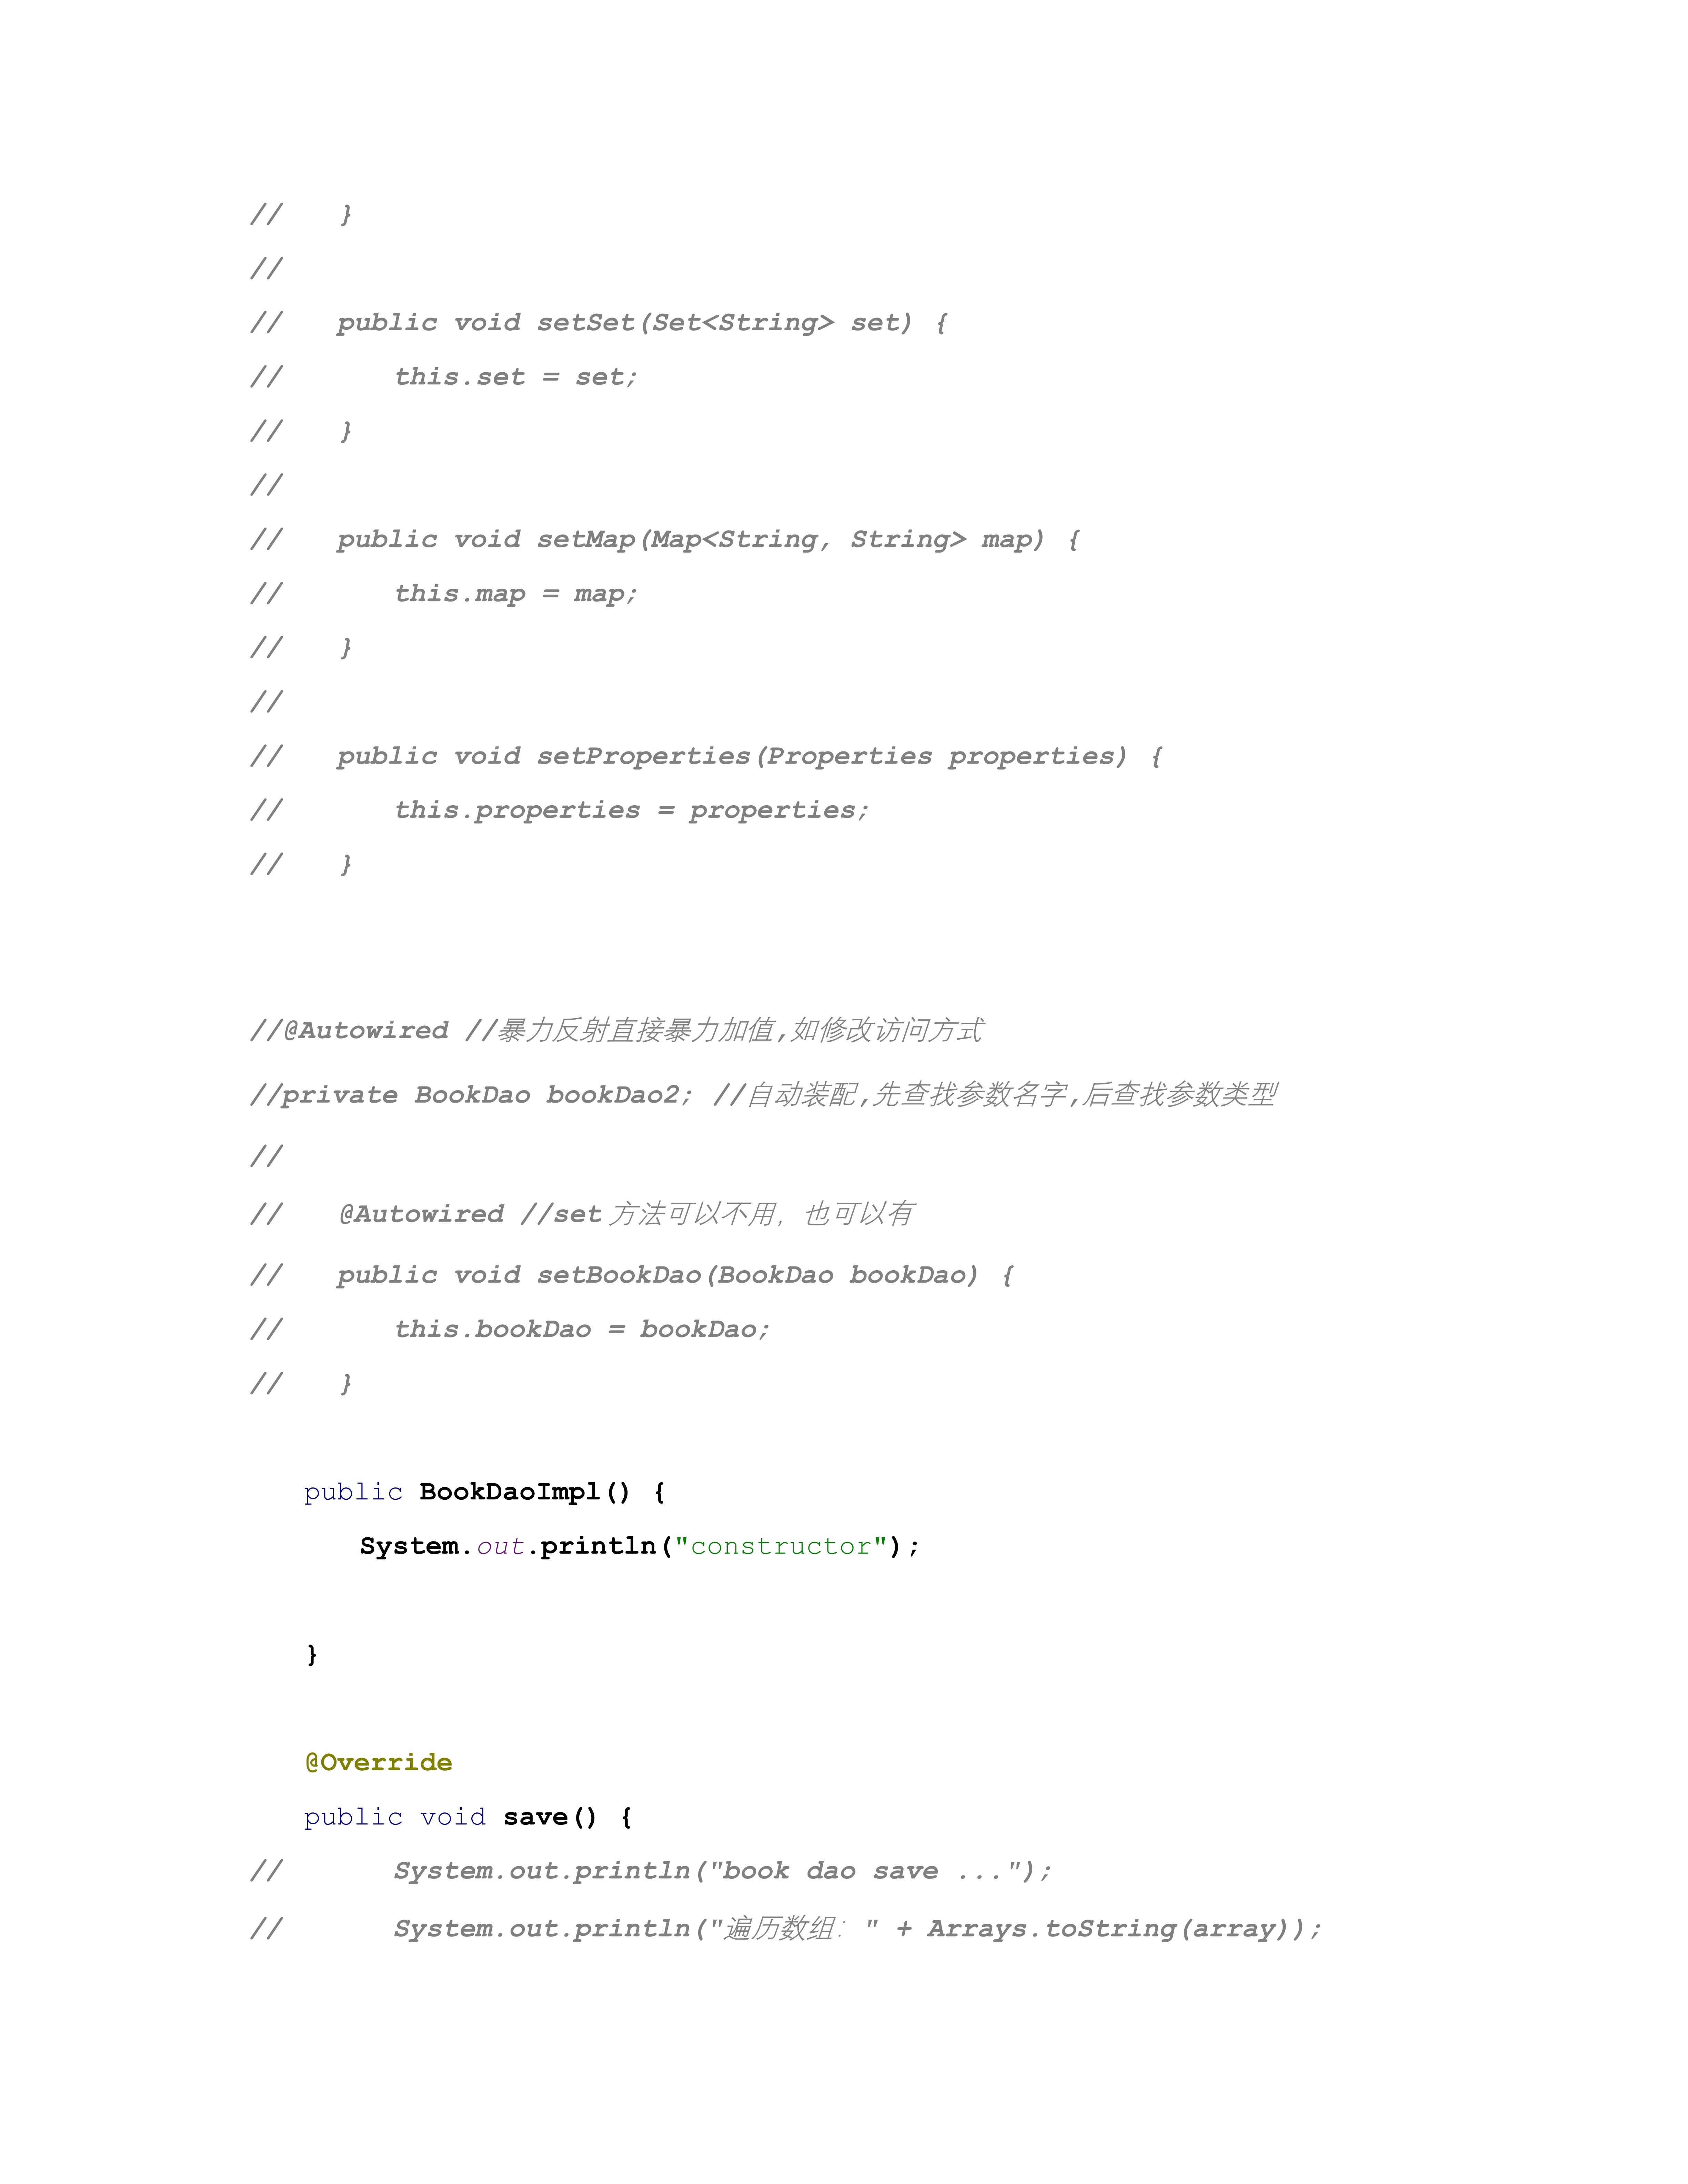 //   }
//
//   public void setSet(Set<String> set) {
//      this.set = set;
//   }
//
//   public void setMap(Map<String, String> map) {
//      this.map = map;
//   }
//
//   public void setProperties(Properties properties) {
//      this.properties = properties;
//   }
//@Autowired //暴力反射直接暴力加值,如修改访问方式
//private BookDao bookDao2; //自动装配,先查找参数名字,后查找参数类型
//
//   @Autowired //set 方法可以不用，也可以有
//   public void setBookDao(BookDao bookDao) {
//      this.bookDao = bookDao;
//   }
   public BookDaoImpl() {
      System.out.println("constructor");
   }
   @Override
   public void save() {
//      System.out.println("book dao save ...");
//      System.out.println("遍历数组：" + Arrays.toString(array));